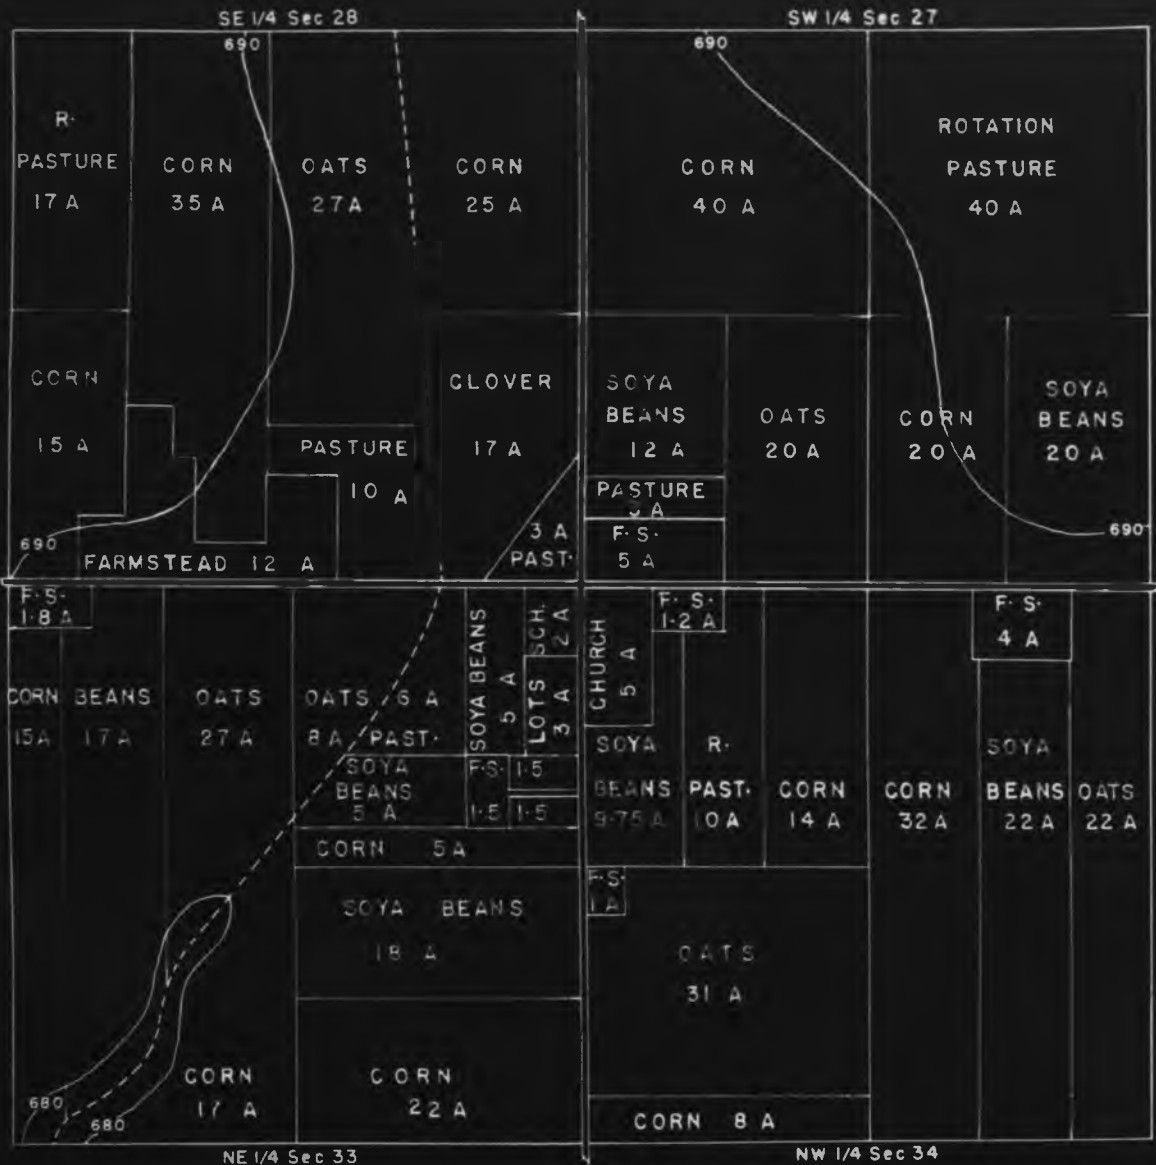 SE 1/4 Sec 28
SW 1/4 Sec 27
690
R.
PASTURE
17 A
CORN
35 A
OATS
27 A
CORN
25 A
CORN
15 A
PASTURE
10 A
CLOVER
17 A
3 A
PAST.
690
FARMSTEAD 12 A
690
CORN
40 A
ROTATION
PASTURE
40 A
SOYA
BEANS
12 A
OATS
20 A
CORN
20 A
SOYA
BEANS
20 A
PASTURE
3 A
F. S.
5 A
690
F. S.
1.8 A
CORN
15 A
BEANS
17 A
OATS
27 A
OATS 6 A
8 A PAST.
SOYA BEANS
5 A
SCH.
2 A
LOTS
3 A
SOYA
BEANS
5 A
F.S.
1.5
1.5
1.5
CORN 5 A
SOYA BEANS
18 A
CORN
17 A
CORN
22 A
680
680
CHURCH
5 A
F. S.
1.2 A
F. S.
4 A
SOYA
BEANS
9.75 A
R.
PAST.
10 A
CORN
14 A
CORN
32 A
SOYA
BEANS
22 A
OATS
22 A
F. S.
1 A
OATS
31 A
CORN 8 A
NE 1/4 Sec 33
NW 1/4 Sec 34